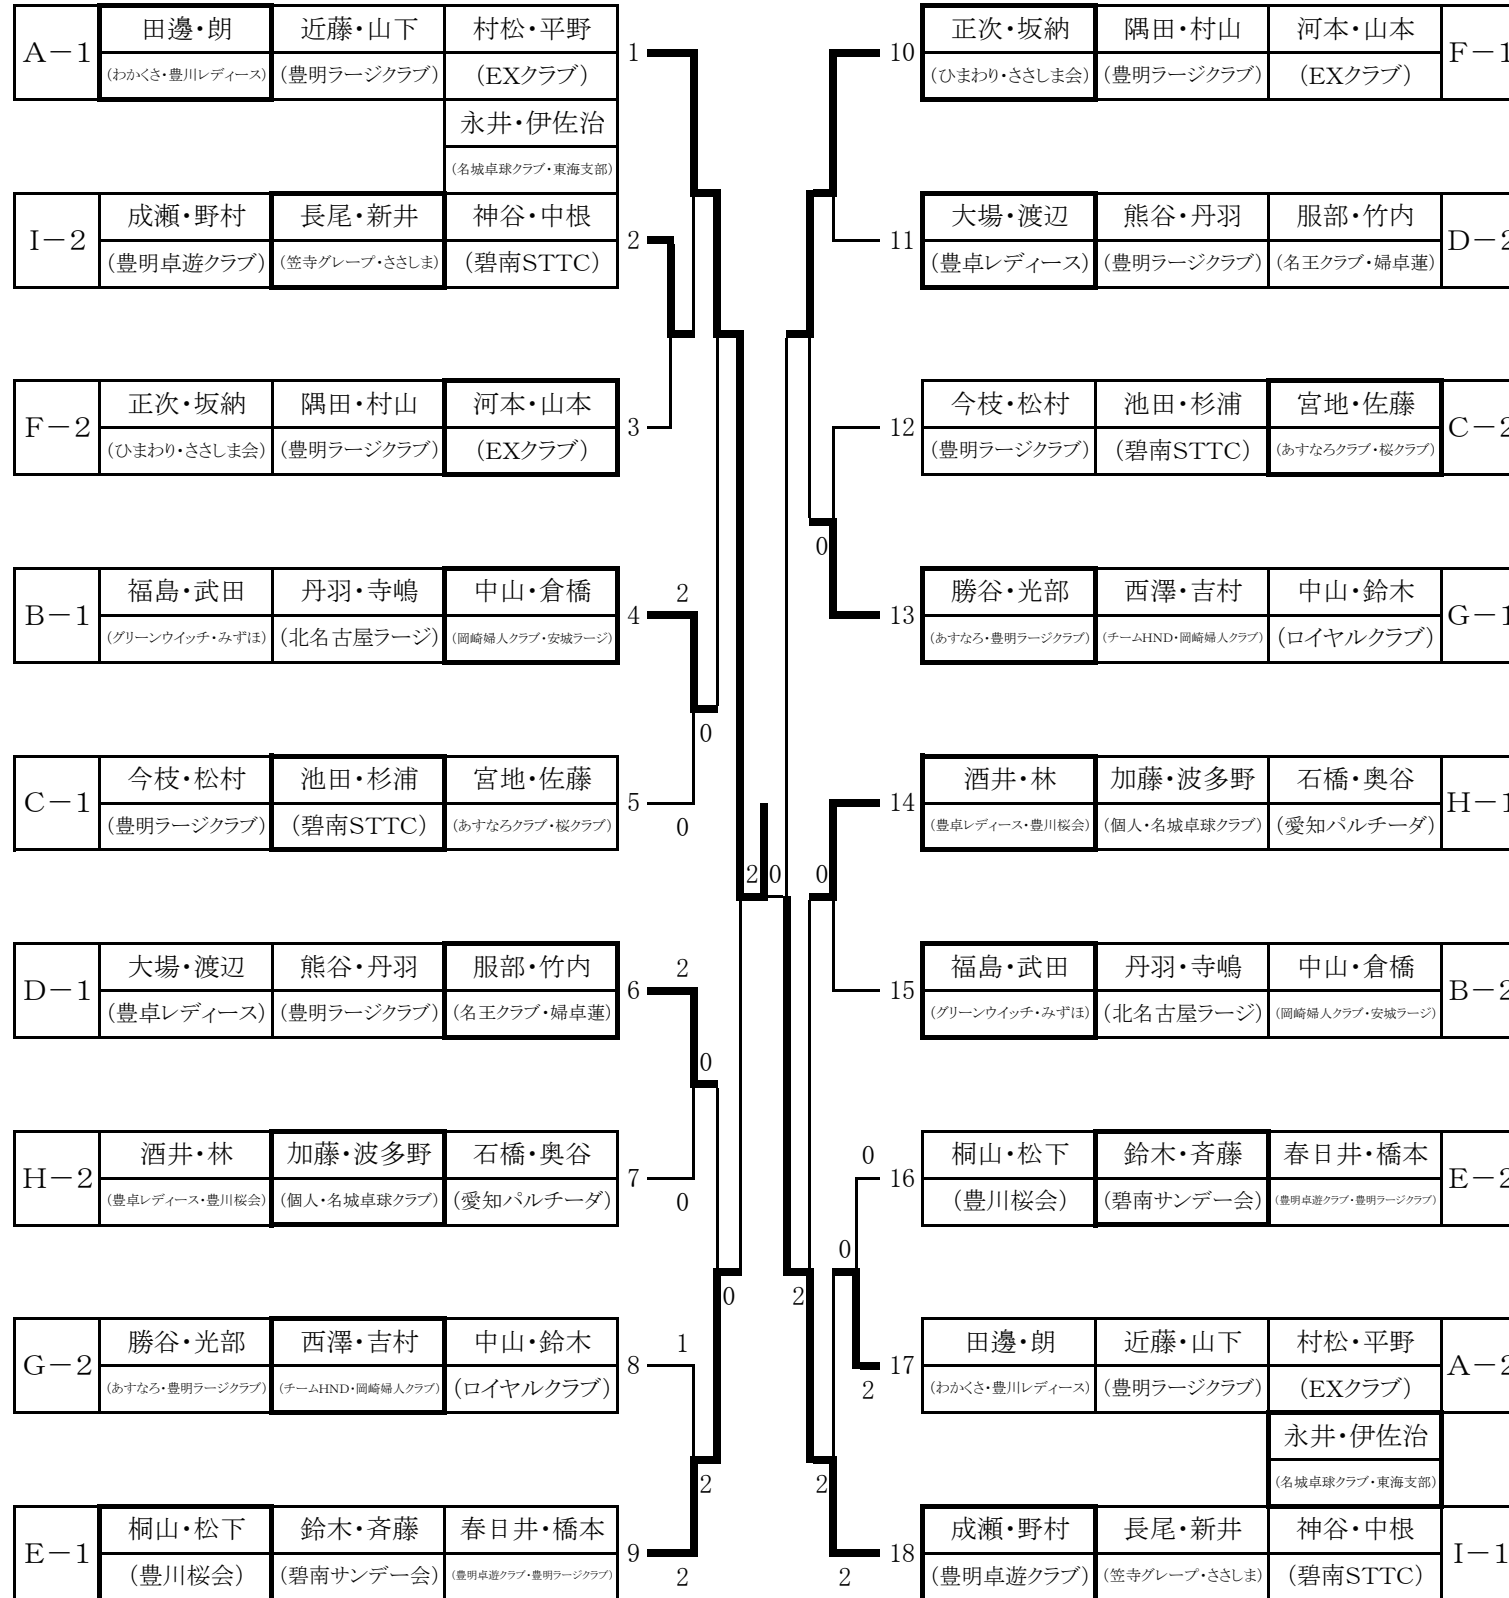 A－1 田邊・朗 近藤・山下 村松・平野 1
(わかくさ・豊川レディース) (豊明ラージクラブ) (EXクラブ)
永井・伊佐治
(名城卓球クラブ・東海支部)
I－2 成瀬・野村 長尾・新井 神谷・中根 2
(豊明卓遊クラブ) (笠寺グレープ・ささしま) (碧南STTC)
F－2 正次・坂納 隅田・村山 河本・山本 3
(ひまわり・ささしま会) (豊明ラージクラブ) (EXクラブ)
B－1 福島・武田 丹羽・寺嶋 中山・倉橋 4 2
(グリーンウイッチ・みずほ) (北名古屋ラージ) (岡崎婦人クラブ・安城ラージ)
0
C－1 今枝・松村 池田・杉浦 宮地・佐藤 5 0
(豊明ラージクラブ) (碧南STTC) (あすなろクラブ・桜クラブ)
2 0
D－1 大場・渡辺 熊谷・丹羽 服部・竹内 6 2
(豊卓レディース) (豊明ラージクラブ) (名王クラブ・婦卓蓮)
0
H－2 酒井・林 加藤・波多野 石橋・奥谷 7 0
(豊卓レディース・豊川桜会) (個人・名城卓球クラブ) (愛知パルチーダ)
0
G－2 勝谷・光部 西澤・吉村 中山・鈴木 8 1
(あすなろ・豊明ラージクラブ) (チームHND・岡崎婦人クラブ) (ロイヤルクラブ)
2
E－1 桐山・松下 鈴木・斉藤 春日井・橋本 9 2
(豊川桜会) (碧南サンデー会) (豊明卓遊クラブ・豊明ラージクラブ)
10 正次・坂納 隅田・村山 河本・山本 F－1
(ひまわり・ささしま会) (豊明ラージクラブ) (EXクラブ)
11 大場・渡辺 熊谷・丹羽 服部・竹内 D－2
(豊卓レディース) (豊明ラージクラブ) (名王クラブ・婦卓蓮)
12 今枝・松村 池田・杉浦 宮地・佐藤 C－2
(豊明ラージクラブ) (碧南STTC) (あすなろクラブ・桜クラブ)
0
13 勝谷・光部 西澤・吉村 中山・鈴木 G－1
(あすなろ・豊明ラージクラブ) (チームHND・岡崎婦人クラブ) (ロイヤルクラブ)
14 酒井・林 加藤・波多野 石橋・奥谷 H－1
(豊卓レディース・豊川桜会) (個人・名城卓球クラブ) (愛知パルチーダ)
0
15 福島・武田 丹羽・寺嶋 中山・倉橋 B－2
(グリーンウイッチ・みずほ) (北名古屋ラージ) (岡崎婦人クラブ・安城ラージ)
0 16 桐山・松下 鈴木・斉藤 春日井・橋本 E－2
(豊川桜会) (碧南サンデー会) (豊明卓遊クラブ・豊明ラージクラブ)
0
2
2 17 田邊・朗 近藤・山下 村松・平野 A－2
(わかくさ・豊川レディース) (豊明ラージクラブ) (EXクラブ)
永井・伊佐治
(名城卓球クラブ・東海支部)
2
2 18 成瀬・野村 長尾・新井 神谷・中根 I－1
(豊明卓遊クラブ) (笠寺グレープ・ささしま) (碧南STTC)